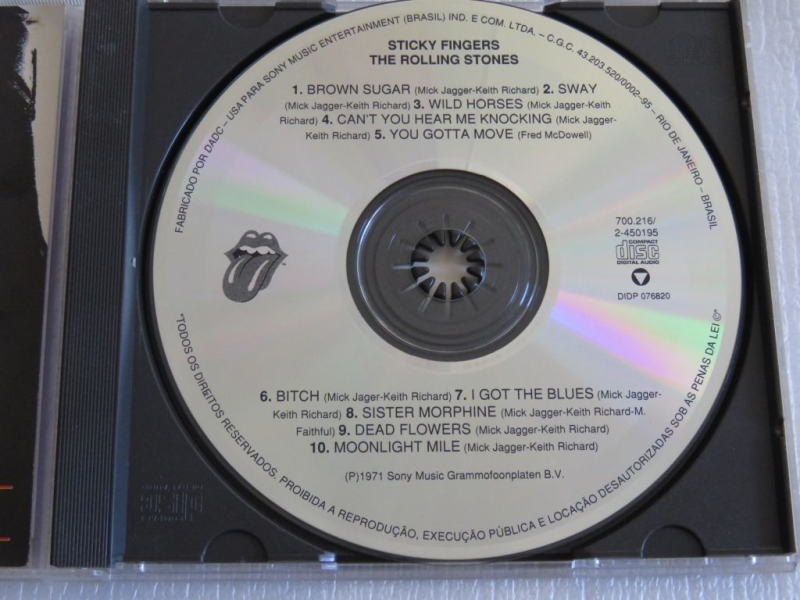 FABRICADO POR DADC – USA PARA SONY MUSIC ENTERTAINMENT (BRASIL) IND. E COM. LTDA. – C.G.C. 43.203.520/0002-95 – RIO DE JANEIRO – BRASIL
STICKY FINGERS
THE ROLLING STONES
1. BROWN SUGAR (Mick Jagger-Keith Richard) 2. SWAY
(Mick Jagger-Keith Richard) 3. WILD HORSES (Mick Jagger-Keith
Richard) 4. CAN'T YOU HEAR ME KNOCKING (Mick Jagger-
Keith Richard) 5. YOU GOTTA MOVE (Fred McDowell)
700.216/
2-450195
COMPACT
disc
DIGITAL AUDIO
DIDP 076820
6. BITCH (Mick Jager-Keith Richard) 7. I GOT THE BLUES (Mick Jagger-
Keith Richard) 8. SISTER MORPHINE (Mick Jagger-Keith Richard-M.
Faithful) 9. DEAD FLOWERS (Mick Jagger-Keith Richard)
10. MOONLIGHT MILE (Mick Jagger-Keith Richard)
(P)1971 Sony Music Grammofoonplaten B.V.
"TODOS OS DIREITOS RESERVADOS. PROIBIDA A REPRODUÇÃO, EXECUÇÃO PÚBLICA E LOCAÇÃO DESAUTORIZADAS SOB AS PENAS DA LEI ©"